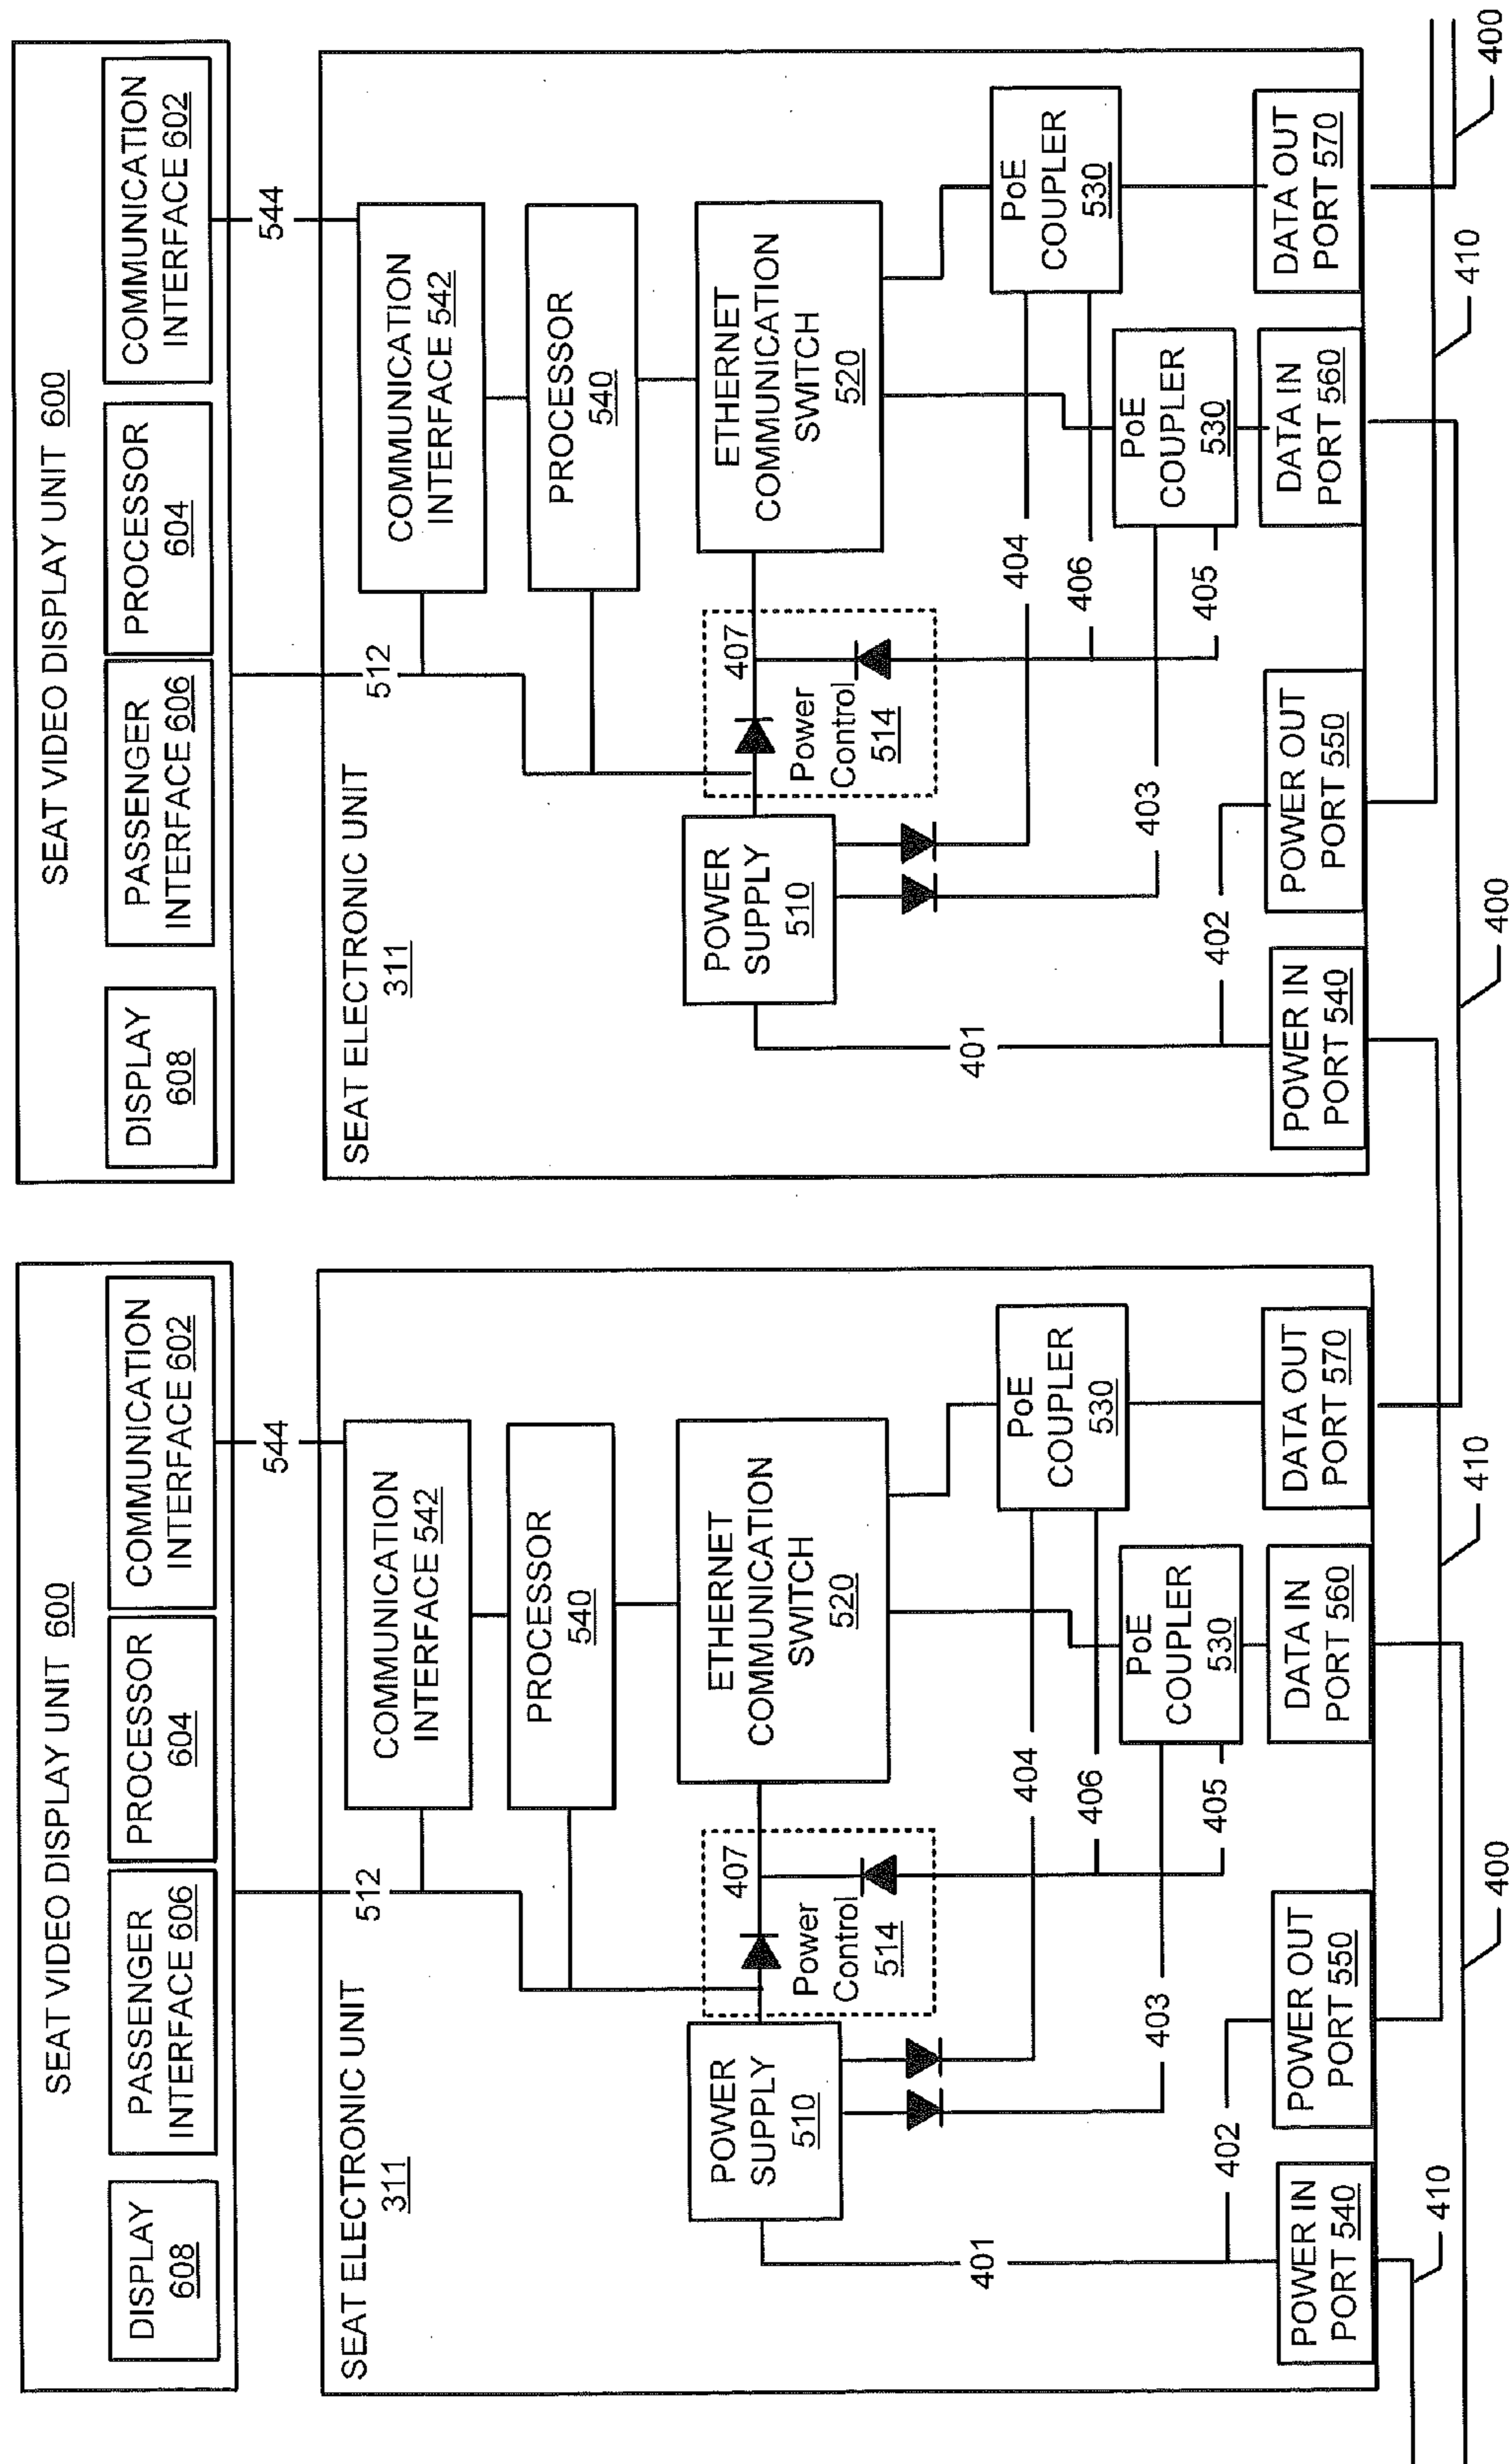 SEAT VIDEO DISPLAY UNIT 600
DISPLAY
608
PASSENGER
INTERFACE 606
PROCESSOR
604
COMMUNICATION
INTERFACE 602
512
544
SEAT ELECTRONIC UNIT
311
COMMUNICATION
INTERFACE 542
PROCESSOR
540
ETHERNET
COMMUNICATION
SWITCH
520
POWER
SUPPLY
510
407
Power
Control
514
PoE
COUPLER
530
PoE
COUPLER
530
401
402
403
404
406
405
POWER IN
PORT 540
POWER OUT
PORT 550
DATA IN
PORT 560
DATA OUT
PORT 570
410
400
410
400
SEAT VIDEO DISPLAY UNIT 600
DISPLAY
608
PASSENGER
INTERFACE 606
PROCESSOR
604
COMMUNICATION
INTERFACE 602
512
544
SEAT ELECTRONIC UNIT
311
COMMUNICATION
INTERFACE 542
PROCESSOR
540
ETHERNET
COMMUNICATION
SWITCH
520
POWER
SUPPLY
510
407
Power
Control
514
PoE
COUPLER
530
PoE
COUPLER
530
401
402
403
404
406
405
POWER IN
PORT 540
POWER OUT
PORT 550
DATA IN
PORT 560
DATA OUT
PORT 570
410
400